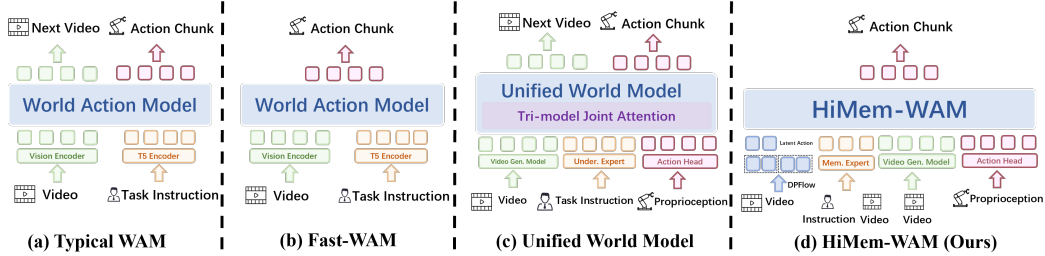 Next Video
Action Chunk
World Action Model
Vision Encoder
T5 Encoder
Video
Task Instruction
(a) Typical WAM
Action Chunk
World Action Model
Vision Encoder
T5 Encoder
Video
Task Instruction
(b) Fast-WAM
Next Video
Action Chunk
Unified World Model
Tri-model Joint Attention
Video Gen. Model
Under. Expert
Action Head
Video
Task Instruction
Proprioception
(c) Unified World Model
Action Chunk
HiMem-WAM
Latent Action
Mem. Expert
Video Gen. Model
Action Head
DPFlow
Video
Instruction
Video
Video
Proprioception
(d) HiMem-WAM (Ours)